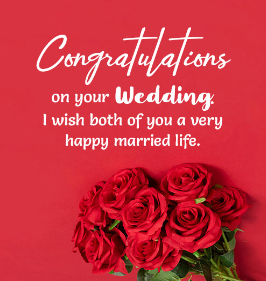 Congratulations
on your Wedding.
I wish both of you a very
happy married life.